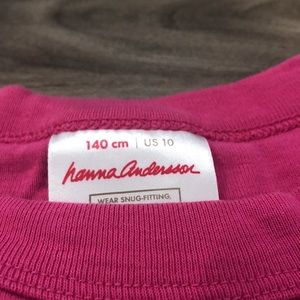 140 cm | US 10
hanna Andersson
WEAR SNUG-FITTING,